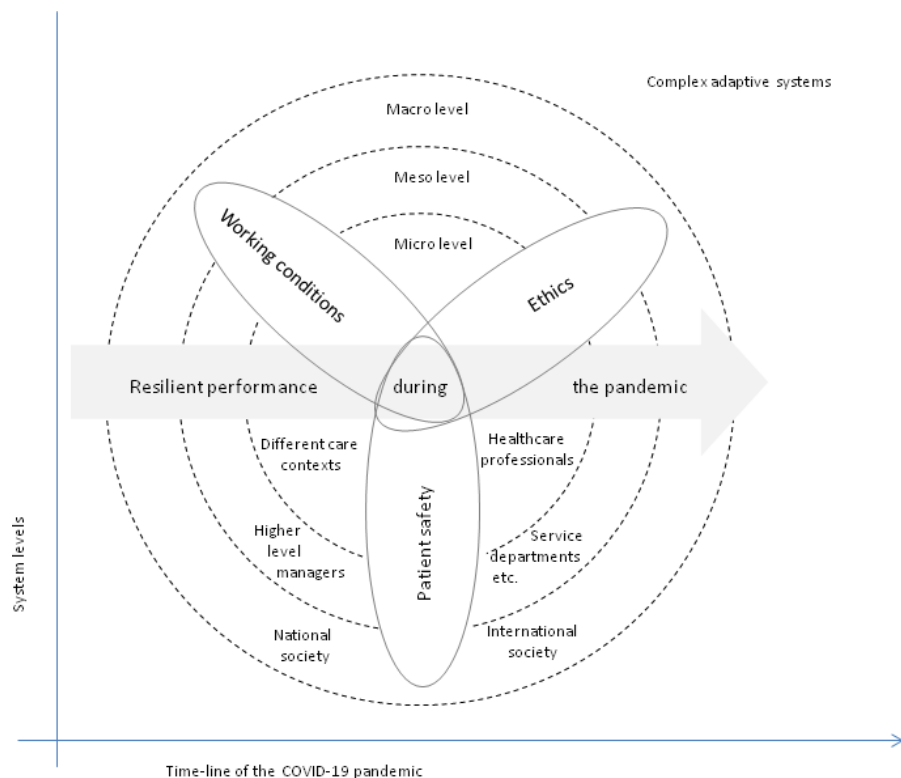 Complex adaptive systems
Macro level
Meso level
Micro level
Working conditions
Ethics
Resilient performance during the pandemic
Different care
contexts
Healthcare
professionals
Patient safety
Higher
level
managers
Service
departments
etc.
National
society
International
society
System levels
Time-line of the COVID-19 pandemic